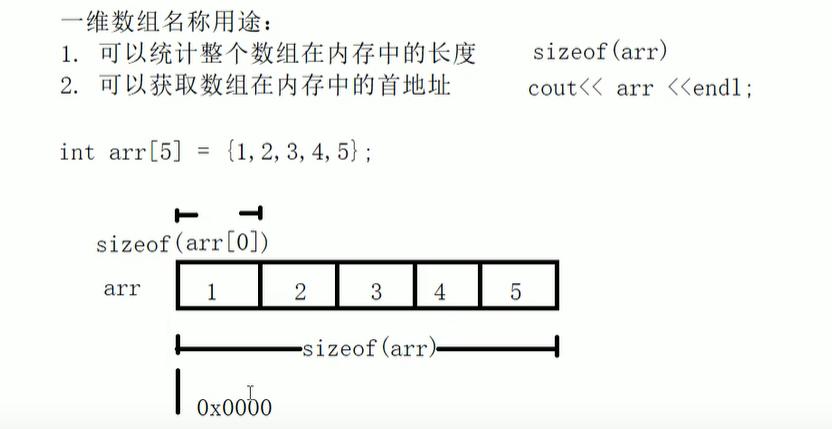 一维数组名称用途：
1. 可以统计整个数组在内存中的长度 sizeof(arr)
2. 可以获取数组在内存中的首地址 cout<< arr <<endl;
int arr[5] = {1,2,3,4,5};
sizeof(arr[0])
arr 1 2 3 4 5
sizeof(arr)
0x0000